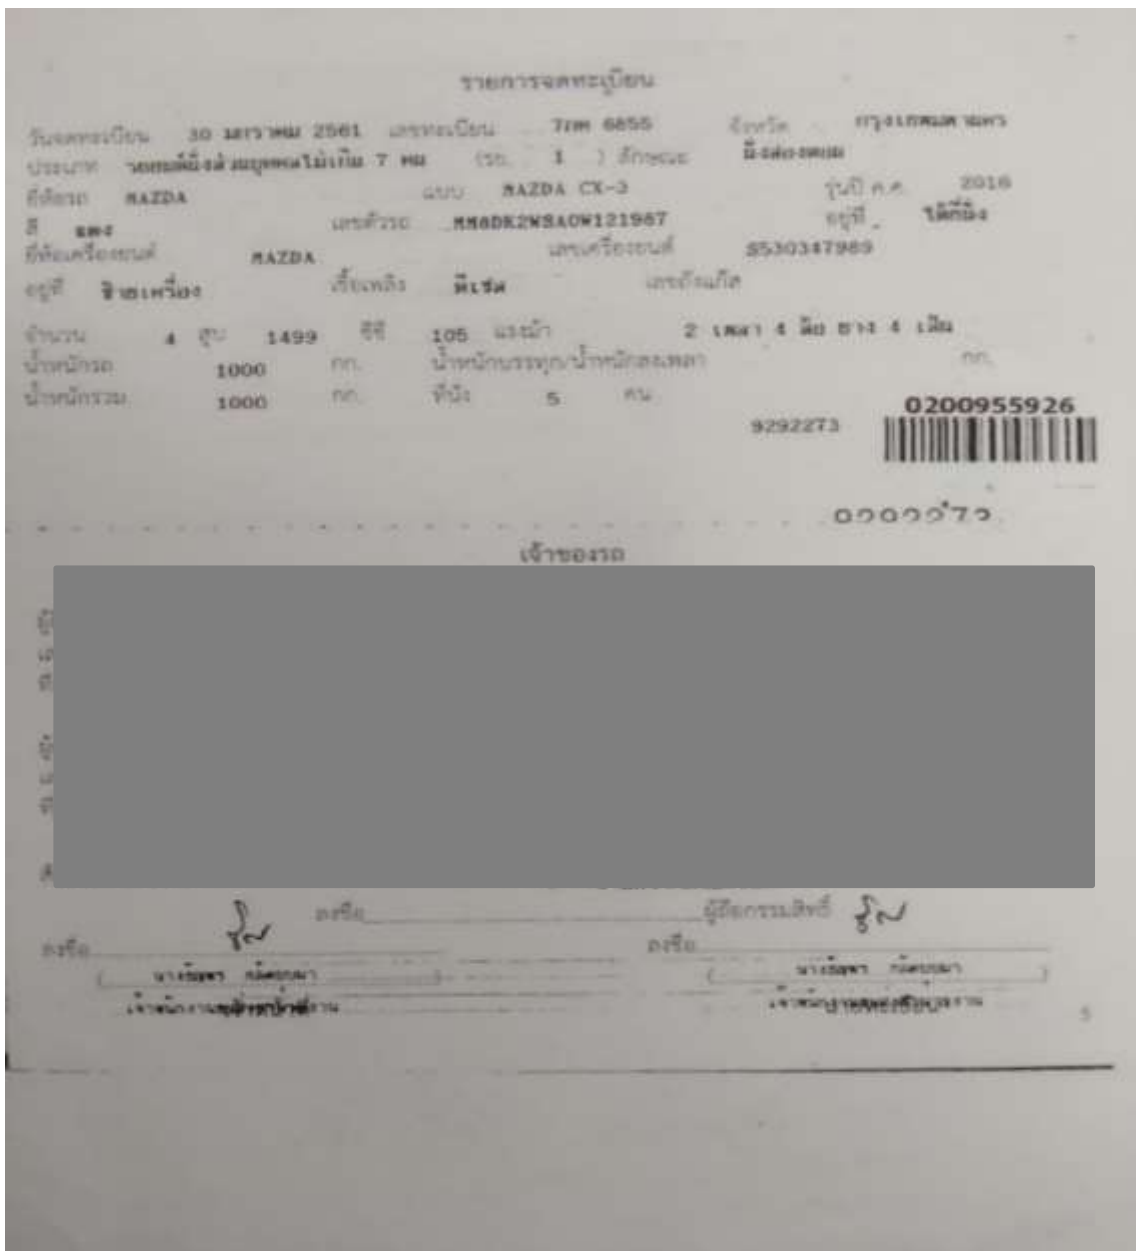 รายการจดทะเบียน
วันจดทะเบียน 30 มกราคม 2561 เลขทะเบียน 6855 จังหวัด กรุงเทพมหานคร
ประเภท รถยนต์นั่งส่วนบุคคลไม่เกิน 7 คน (รย. 1 ) ลักษณะ นั่งสองตอน
ยี่ห้อรถ MAZDA แบบ MAZDA CX-3 รุ่นปี ค.ศ. 2016
สี แดง เลขตัวรถ อยู่ที่ ใต้ที่นั่ง
ยี่ห้อเครื่องยนต์ MAZDA เลขเครื่องยนต์ S530347989
อยู่ที่ ซ้ายเครื่อง เชื้อเพลิง ดีเซล เลขถังแก๊ส
จำนวน 4 สูบ 1499 ซีซี 105 แรงม้า 2 เพลา 4 ล้อ ยาง 4 เส้น
น้ำหนักรถ 1000 กก. น้ำหนักบรรทุก/น้ำหนักลงเพลา กก.
น้ำหนักรวม 1000 กก. ที่นั่ง 5 คน
0200955926
9292273
เจ้าของรถ
ลงชื่อ ผู้ถือกรรมสิทธิ์
ลงชื่อ ลงชื่อ
5